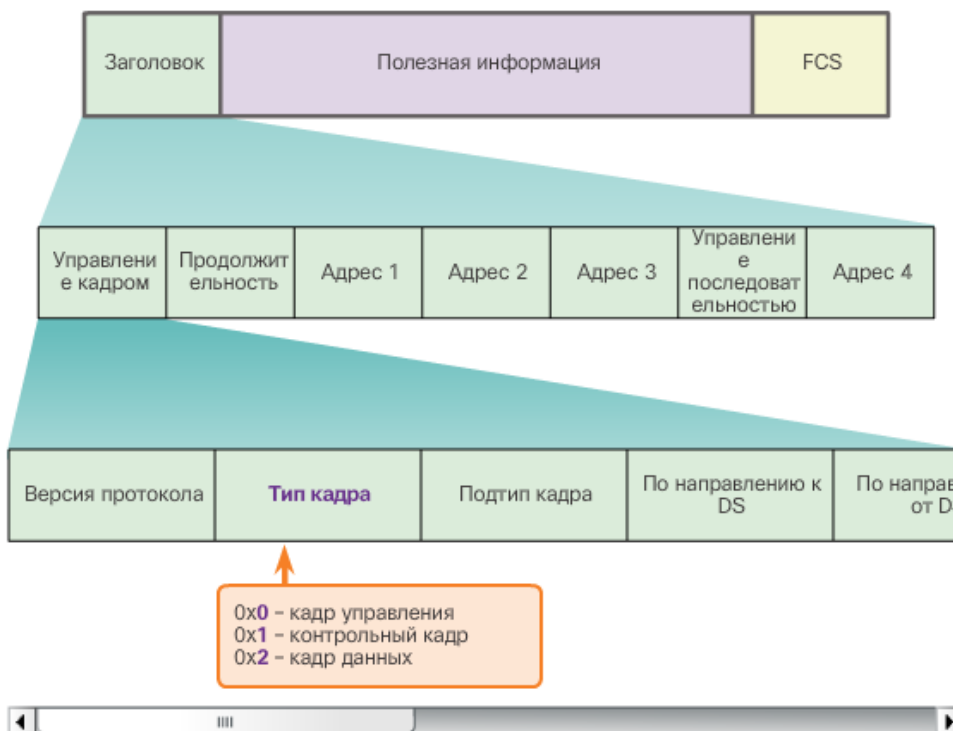 Заголовок
Полезная информация
FCS
Управлени
е кадром
Продолжит
ельность
Адрес 1
Адрес 2
Адрес 3
Управлени
е
последоват
ельностью
Адрес 4
Версия протокола
Тип кадра
Подтип кадра
По направлению к
DS
По направ
от D
0x0 – кадр управления
0x1 – контрольный кадр
0x2 – кадр данных